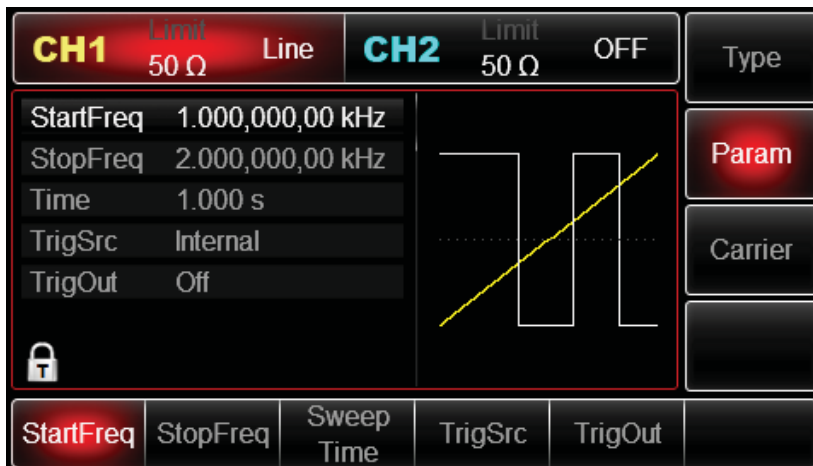 CH1 Limit 50 Ω Line CH2 Limit 50 Ω OFF
Type
StartFreq 1.000,000,00 kHz
StopFreq 2.000,000,00 kHz
Time 1.000 s
TrigSrc Internal
TrigOut Off
T
Param
Carrier
StartFreq StopFreq Sweep Time TrigSrc TrigOut